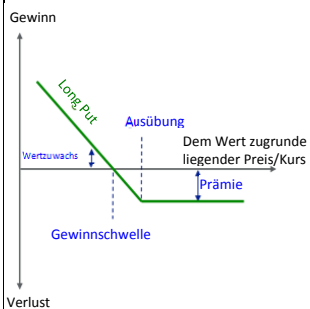 Gewinn
Long Put
Ausübung
Dem Wert zugrunde
liegender Preis/Kurs
Wertzuwachs
Prämie
Gewinnschwelle
Verlust